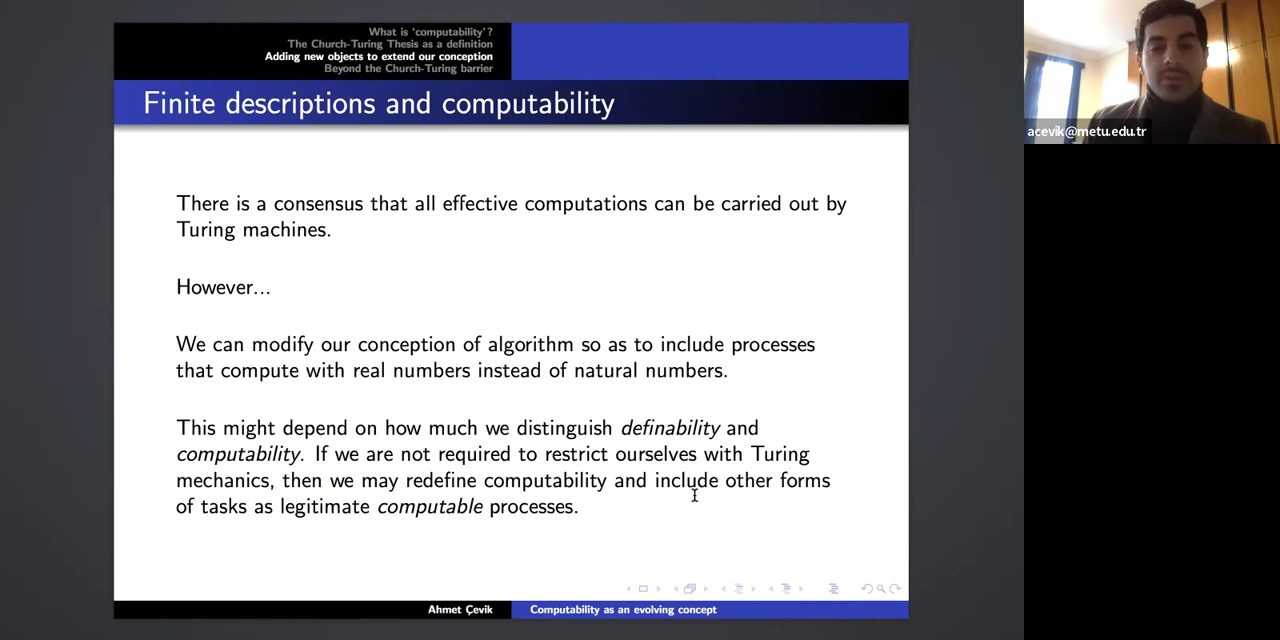 What is ‘computability’?
The Church-Turing Thesis as a definition
Adding new objects to extend our conception
Beyond the Church-Turing barrier
Finite descriptions and computability
There is a consensus that all effective computations can be carried out by
Turing machines.
However...
We can modify our conception of algorithm so as to include processes
that compute with real numbers instead of natural numbers.
This might depend on how much we distinguish definability and
computability. If we are not required to restrict ourselves with Turing
mechanics, then we may redefine computability and include other forms
of tasks as legitimate computable processes.
Ahmet Çevik
Computability as an evolving concept
acevik@metu.edu.tr